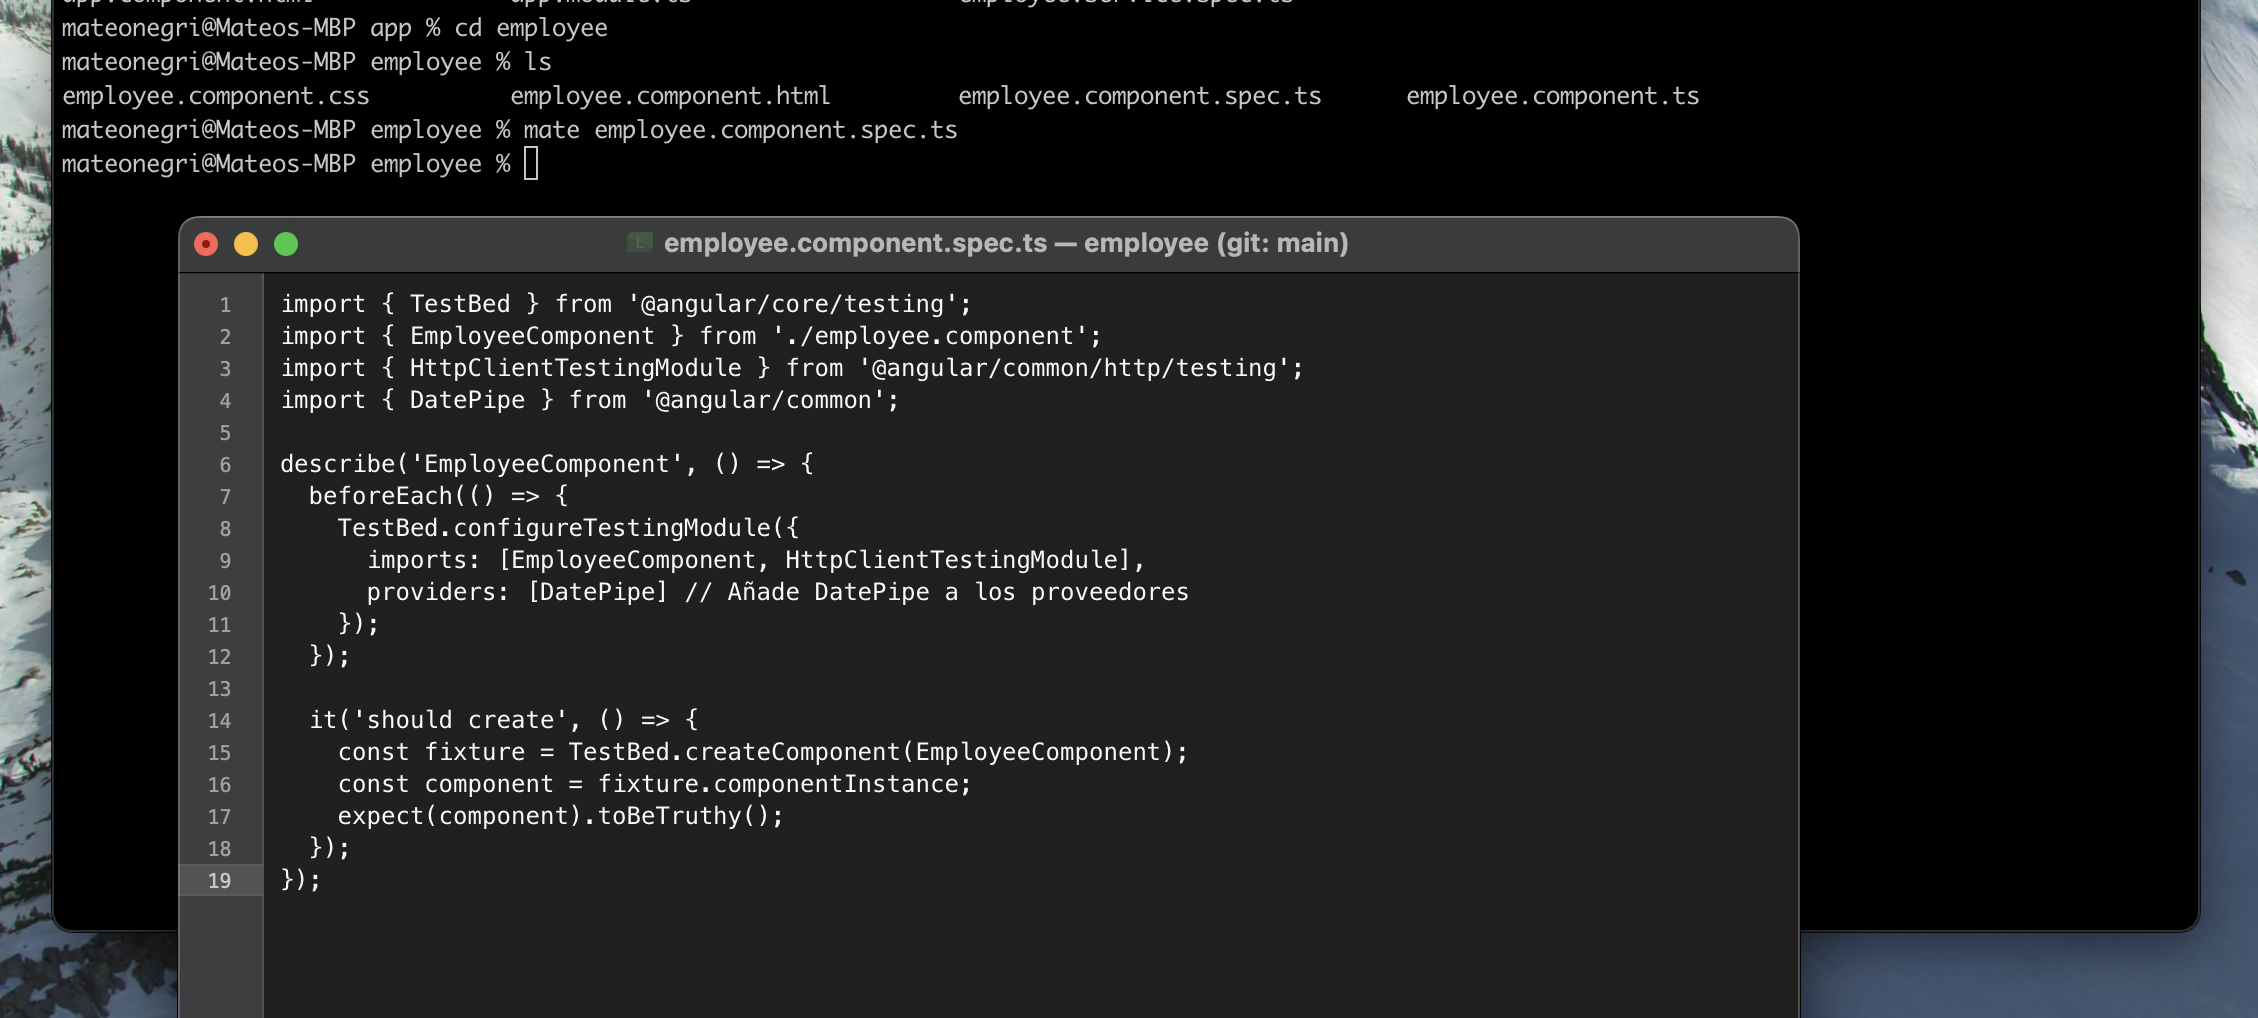 mateonegri@Mateos-MBP app % cd employee
mateonegri@Mateos-MBP employee % ls
employee.component.css employee.component.html employee.component.spec.ts employee.component.ts
mateonegri@Mateos-MBP employee % mate employee.component.spec.ts
mateonegri@Mateos-MBP employee %
employee.component.spec.ts — employee (git: main)
1 import { TestBed } from '@angular/core/testing';
2 import { EmployeeComponent } from './employee.component';
3 import { HttpClientTestingModule } from '@angular/common/http/testing';
4 import { DatePipe } from '@angular/common';
5
6 describe('EmployeeComponent', () => {
7   beforeEach(() => {
8     TestBed.configureTestingModule({
9       imports: [EmployeeComponent, HttpClientTestingModule],
10       providers: [DatePipe] // Añade DatePipe a los proveedores
11     });
12   });
13
14   it('should create', () => {
15     const fixture = TestBed.createComponent(EmployeeComponent);
16     const component = fixture.componentInstance;
17     expect(component).toBeTruthy();
18   });
19 });